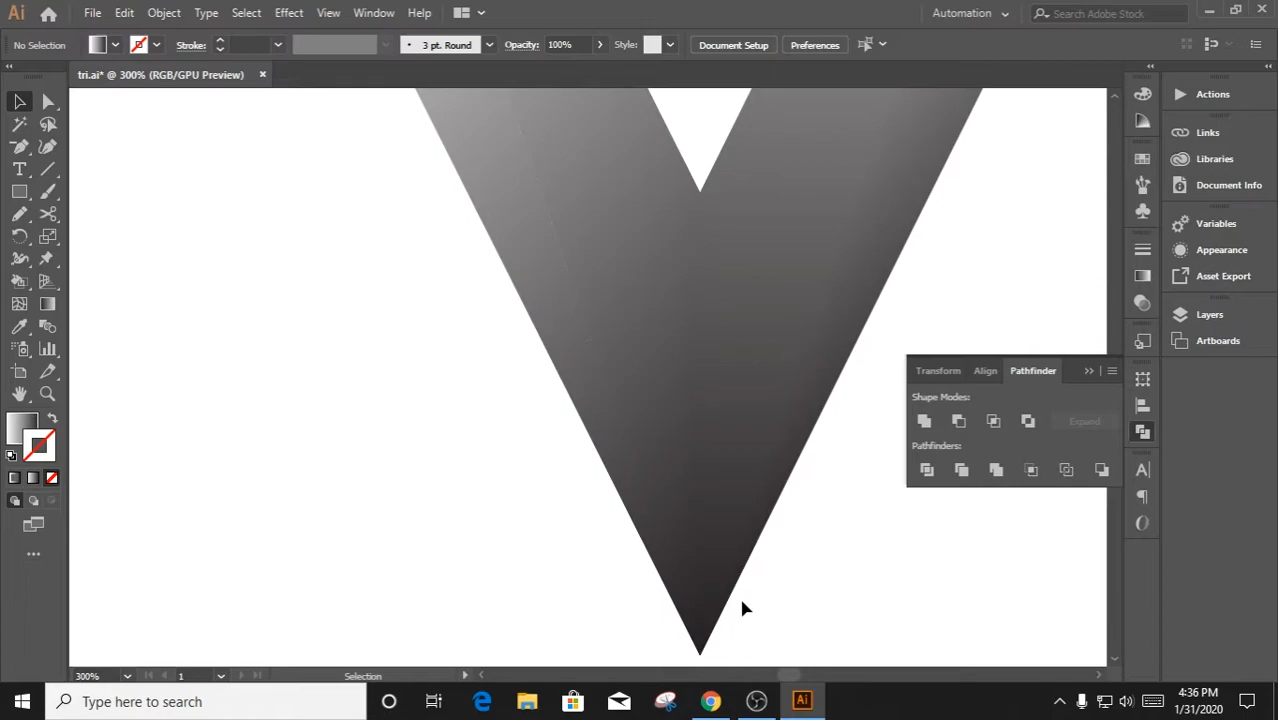 Ai File Edit Object Type Select Effect View Window Help Automation Search Adobe Stock
No Selection Stroke: 3 pt. Round Opacity: 100% Style: Document Setup Preferences
tri.ai* @ 300% (RGB/GPU Preview)
Actions
Links
Libraries
Document Info
Variables
Appearance
Asset Export
Layers
Artboards
Transform Align Pathfinder
Shape Modes:
Expand
Pathfinders:
300% 1 Selection
Type here to search
Ai
4:36 PM
1/31/2020